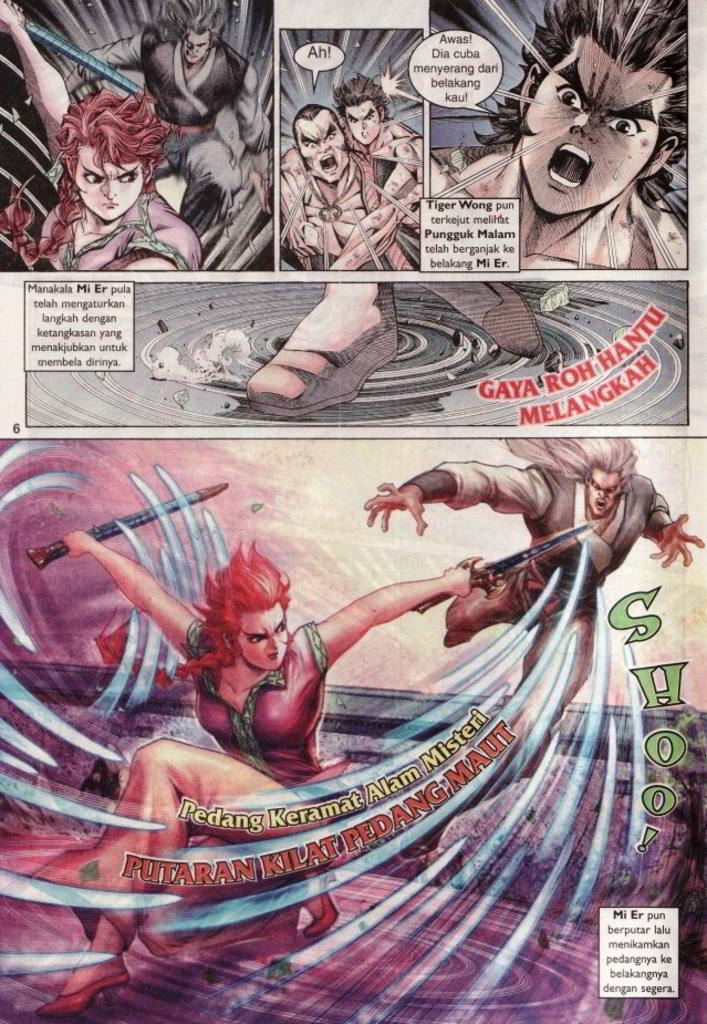 Ah!
Awas!
Dia cuba
menyerang dari
belakang
kau!
Tiger Wong pun
terkejut melihat
Pungguk Malam
telah berganjak ke
belakang Mi Er.
Manakala Mi Er pula
telah mengaturkan
langkah dengan
ketangkasan yang
menakjubkan untuk
membela dirinya.
GAYA ROH HANTU
MELANGKAH
6
SHOOO!
Pedang Keramat Alam Misteri
PUTARAN KILAT PEDANG MAUT
Mi Er pun
berputar lalu
menikamkan
pedangnya ke
belakangnya
dengan segera.